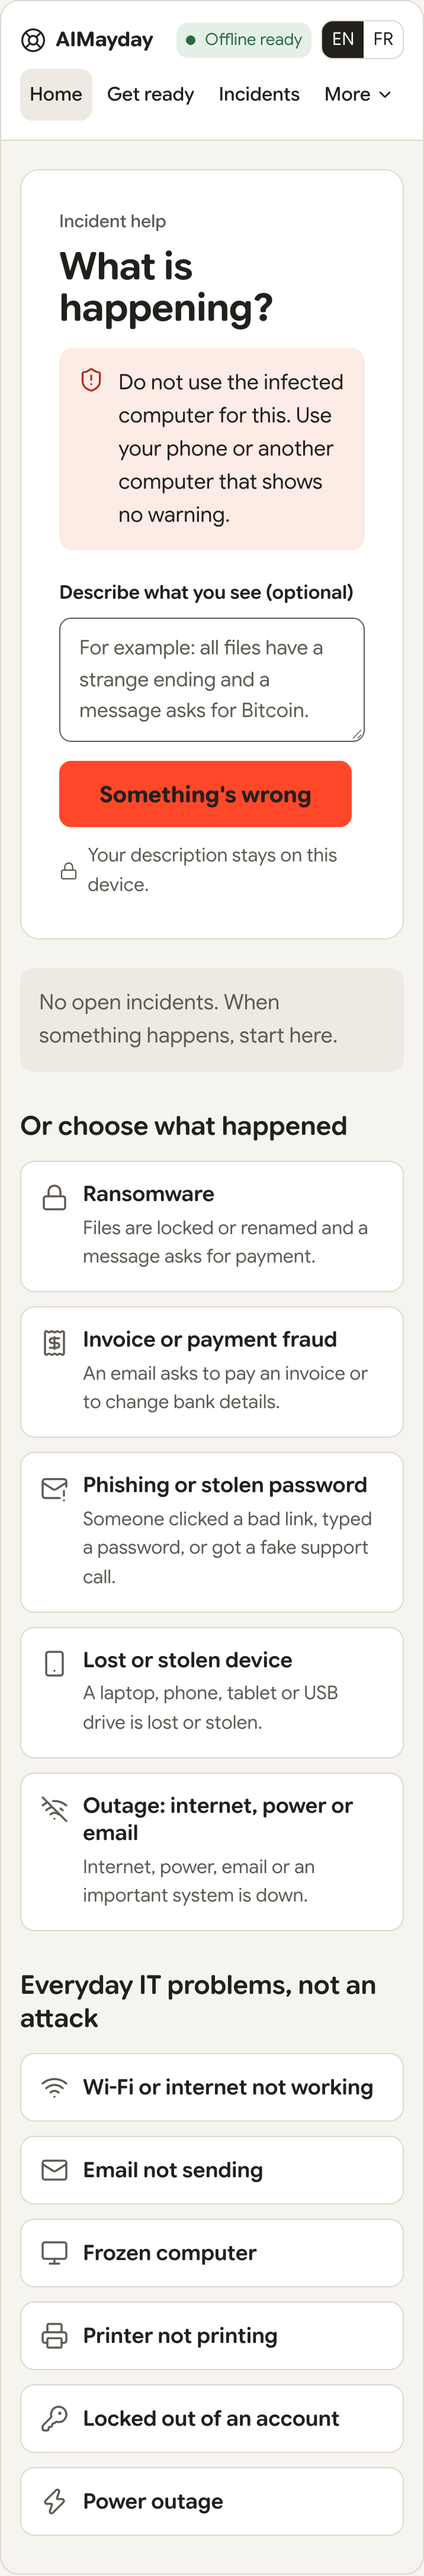 AIMayday
Offline ready
EN
FR
Home
Get ready
Incidents
More
Incident help
What is
happening?
Do not use the infected
computer for this. Use
your phone or another
computer that shows
no warning.
Describe what you see (optional)
For example: all files have a
strange ending and a
message asks for Bitcoin.
Something's wrong
Your description stays on this
device.
No open incidents. When
something happens, start here.
Or choose what happened
Ransomware
Files are locked or renamed and a
message asks for payment.
Invoice or payment fraud
An email asks to pay an invoice or
to change bank details.
Phishing or stolen password
Someone clicked a bad link, typed
a password, or got a fake support
call.
Lost or stolen device
A laptop, phone, tablet or USB
drive is lost or stolen.
Outage: internet, power or
email
Internet, power, email or an
important system is down.
Everyday IT problems, not an
attack
Wi-Fi or internet not working
Email not sending
Frozen computer
Printer not printing
Locked out of an account
Power outage